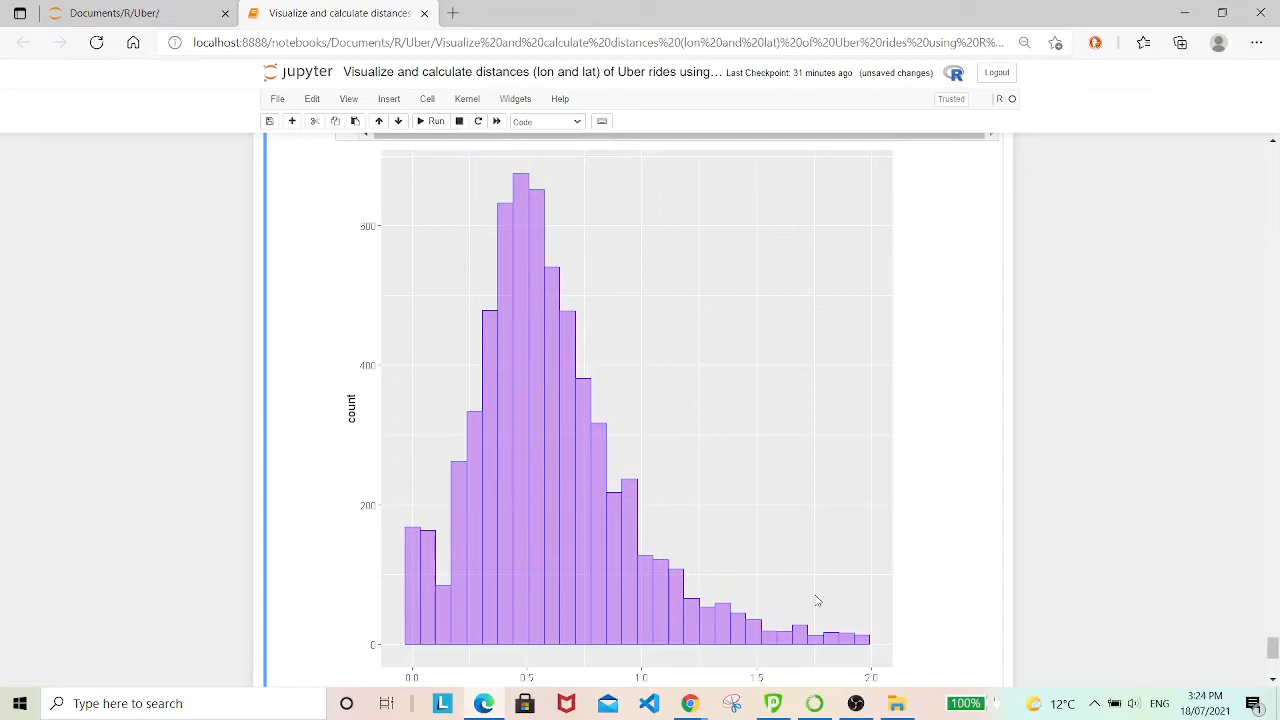 Documents/R/Uber/
Visualize and calculate distances
localhost:8888/notebooks/Documents/R/Uber/Visualize%20and%20calculate%20distances%20(lon%20and%20lat)%20of%20Uber%20rides%20using%20R%...
jupyter Visualize and calculate distances (lon and lat) of Uber rides using... Last Checkpoint: 31 minutes ago (unsaved changes) R Logout
File Edit View Insert Cell Kernel Widgets Help Trusted R
Run Code
600
400
count
200
0
0.0 0.5 1.0 1.5 2.0
Type here to search L 100% 12°C ENG 3:24 PM
18/07/2021